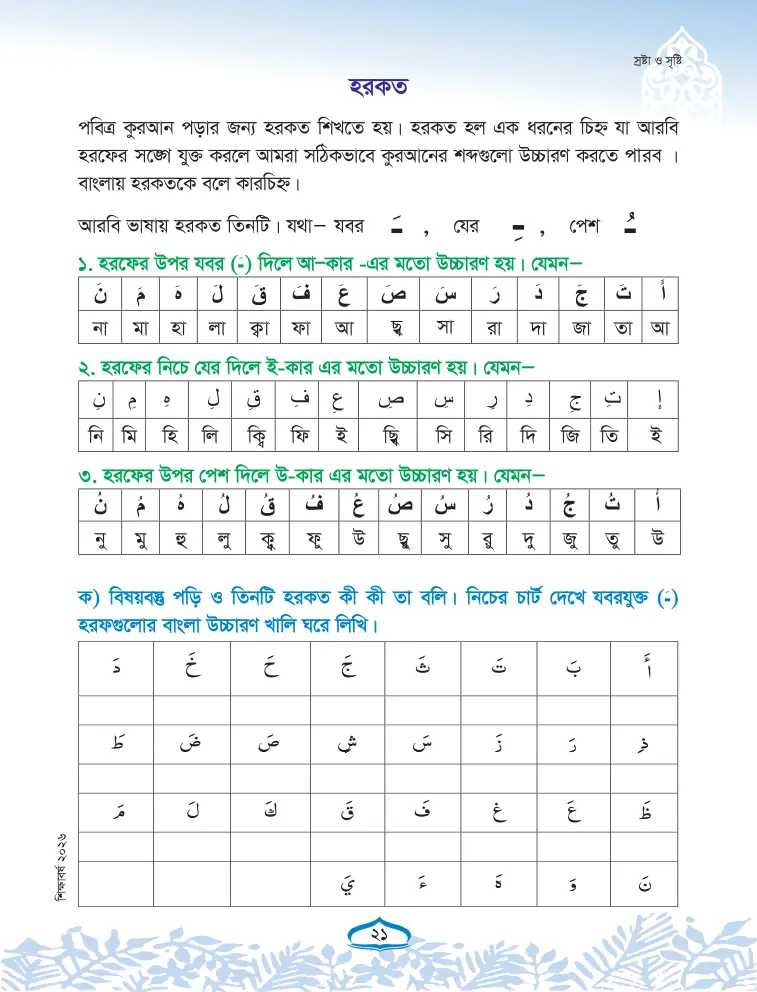 স্রষ্টা ও সৃষ্টি
হরকত
পবিত্র কুরআন পড়ার জন্য হরকত শিখতে হয়। হরকত হল এক ধরনের চিহ্ন যা আরবি
হরফের সঙ্গে যুক্ত করলে আমরা সঠিকভাবে কুরআনের শব্দগুলো উচ্চারণ করতে পারব ।
বাংলায় হরকতকে বলে কারচিহ্ন।
আরবি ভাষায় হরকত তিনটি। যথা– যবর ـَ , যের ـِ , পেশ ـُ
১. হরফের উপর যবর (-َ) দিলে আ–কার -এর মতো উচ্চারণ হয়। যেমন–
أَ تَ جَ دَ رَ سَ صَ عَ فَ قَ لَ هَ مَ نَ
না মা হা লা ক্বা ফা আ ছ্ব সা রা দা জা তা আ
২. হরফের নিচে যের দিলে ই-কার এর মতো উচ্চারণ হয়। যেমন–
إ تِ جِ دِ رِ سِ صِ عِ فِ قِ لِ هِ مِ نِ
নি মি হি লি ক্বি ফি ই ছ্বি সি রি দি জি তি ই
৩. হরফের উপর পেশ দিলে উ-কার এর মতো উচ্চারণ হয়। যেমন–
أُ تُ جُ دُ رُ سُ صُ عُ فُ قُ لُ هُ مُ نُ
নু মু হু লু ক্বু ফু উ ছ্বু সু রু দু জু তু উ
ক) বিষয়বস্তু পড়ি ও তিনটি হরকত কী কী তা বলি। নিচের চার্ট দেখে যবরযুক্ত (-َ)
হরফগুলোর বাংলা উচ্চারণ খালি ঘরে লিখি।
أَ بَ تَ ثَ جَ حَ خَ دَ
رَ زَ سَ صَ ضَ طَ
ظَ عَ غ فَ قَ كَ لَ مَ
نَ وَ هَ ءَ يَ
শিক্ষাবর্ষ ২০২৬
২১